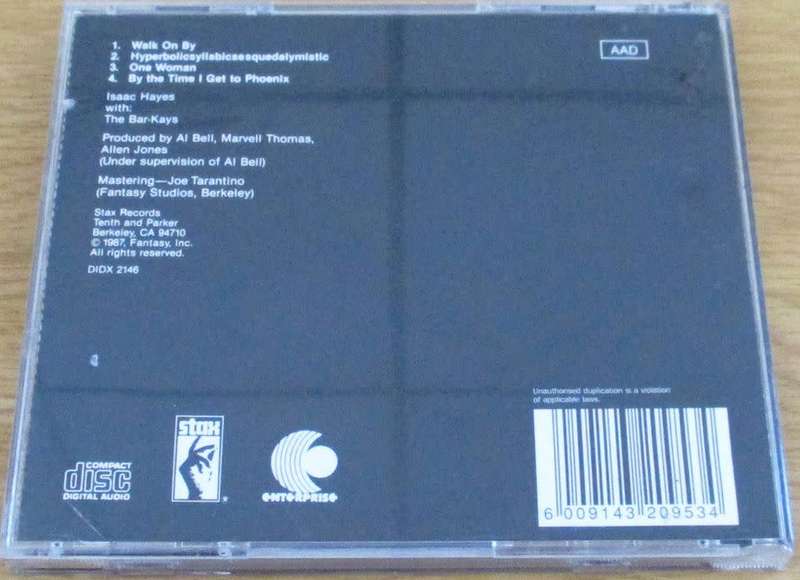 1. Walk On By
2. Hyperbolicsyllabicsesquedalymistic
3. One Woman
4. By the Time I Get to Phoenix
AAD
Isaac Hayes
with:
The Bar-Kays
Produced by Al Bell, Marvell Thomas,
Allen Jones
(Under supervision of Al Bell)
Mastering—Joe Tarantino
(Fantasy Studios, Berkeley)
Stax Records
Tenth and Parker
Berkeley, CA 94710
© 1987, Fantasy, Inc.
All rights reserved.
DIDX 2146
Unauthorised duplication is a violation
of applicable laws.
COMPACT
disc
DIGITAL AUDIO
stax
ENTERPRISE
6 009143 209534